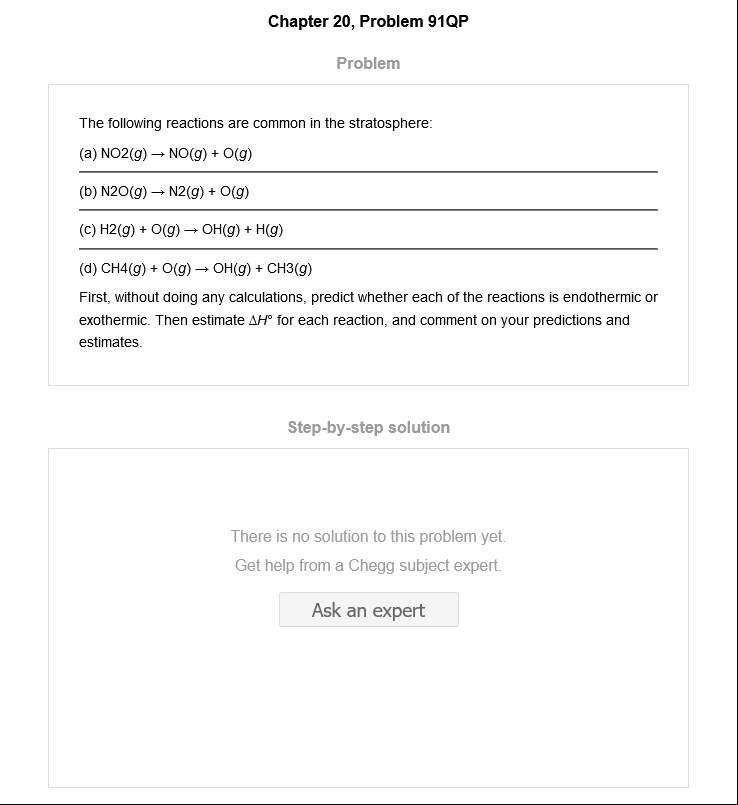 Chapter 20, Problem 91QP
Problem
The following reactions are common in the stratosphere:
(a) NO2(g) → NO(g) + O(g)
(b) N2O(g) → N2(g) + O(g)
(c) H2(g) + O(g) → OH(g) + H(g)
(d) CH4(g) + O(g) → OH(g) + CH3(g)
First, without doing any calculations, predict whether each of the reactions is endothermic or
exothermic. Then estimate ΔH° for each reaction, and comment on your predictions and
estimates.
Step-by-step solution
There is no solution to this problem yet.
Get help from a Chegg subject expert.
Ask an expert